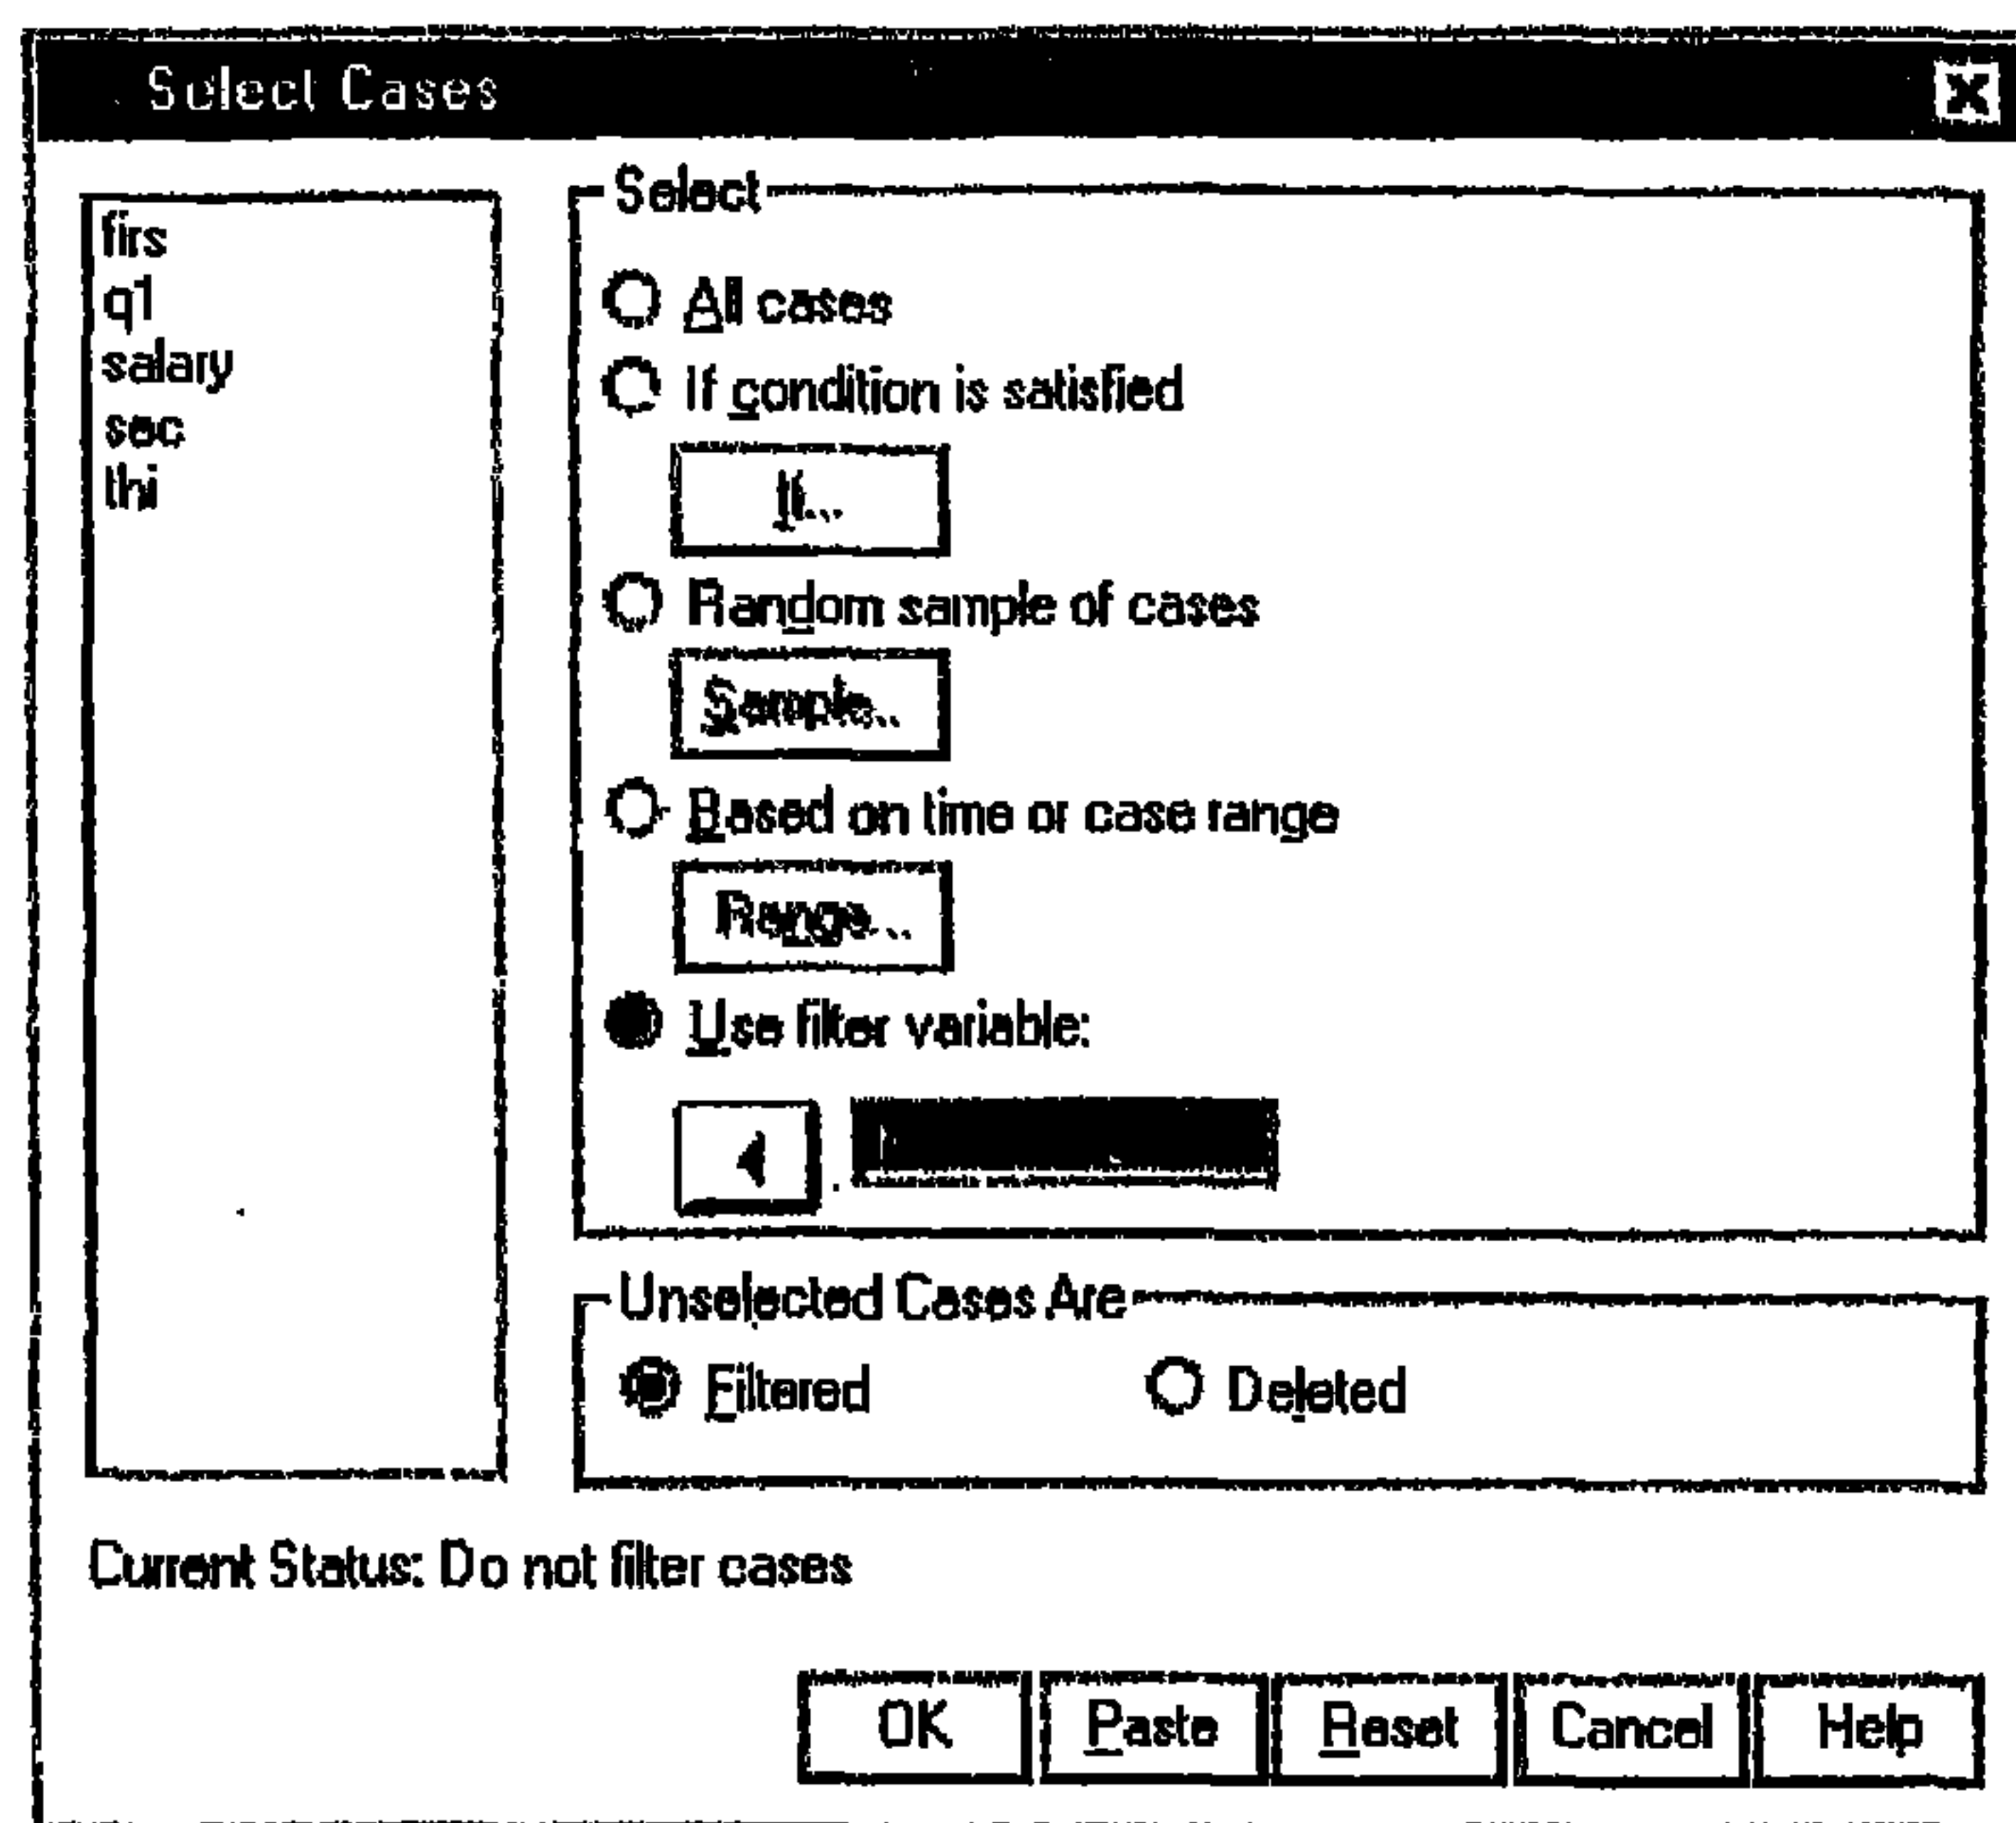 Select Cases
firs
q1
salary
sec
thi
Select
All cases
If condition is satisfied
If...
Random sample of cases
Sample...
Based on time or case range
Range...
Use filter variable:
Unselected Cases Are
Filtered
Deleted
Current Status: Do not filter cases
OK
Paste
Reset
Cancel
Help